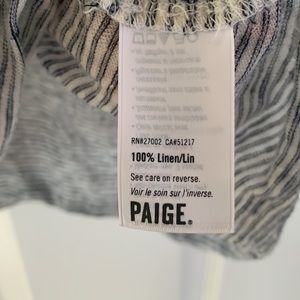 RN#27002 CA#51217
100% Linen/Lin
See care on reverse.
Voir le soin sur l'inverse.
PAIGE®